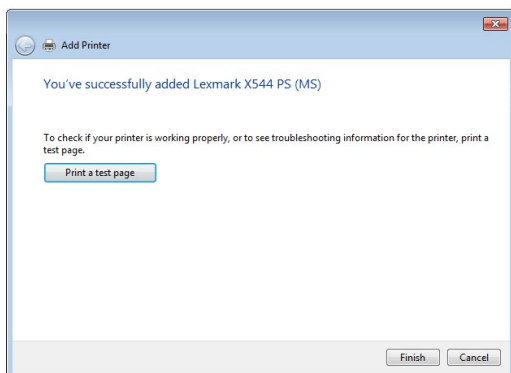 Add Printer
You've successfully added Lexmark X544 PS (MS)
To check if your printer is working properly, or to see troubleshooting information for the printer, print a
test page.
Print a test page
Finish Cancel